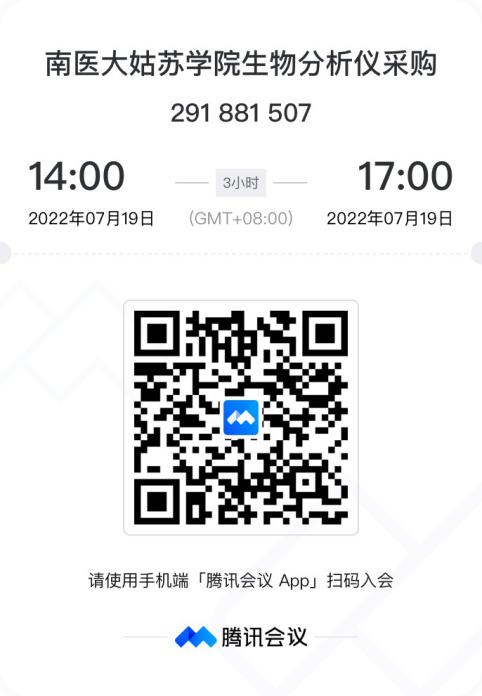 南医大姑苏学院生物分析仪采购
291 881 507
14:00 3小时 17:00
2022年07月19日 (GMT+08:00) 2022年07月19日
请使用手机端「腾讯会议 App」扫码入会
腾讯会议